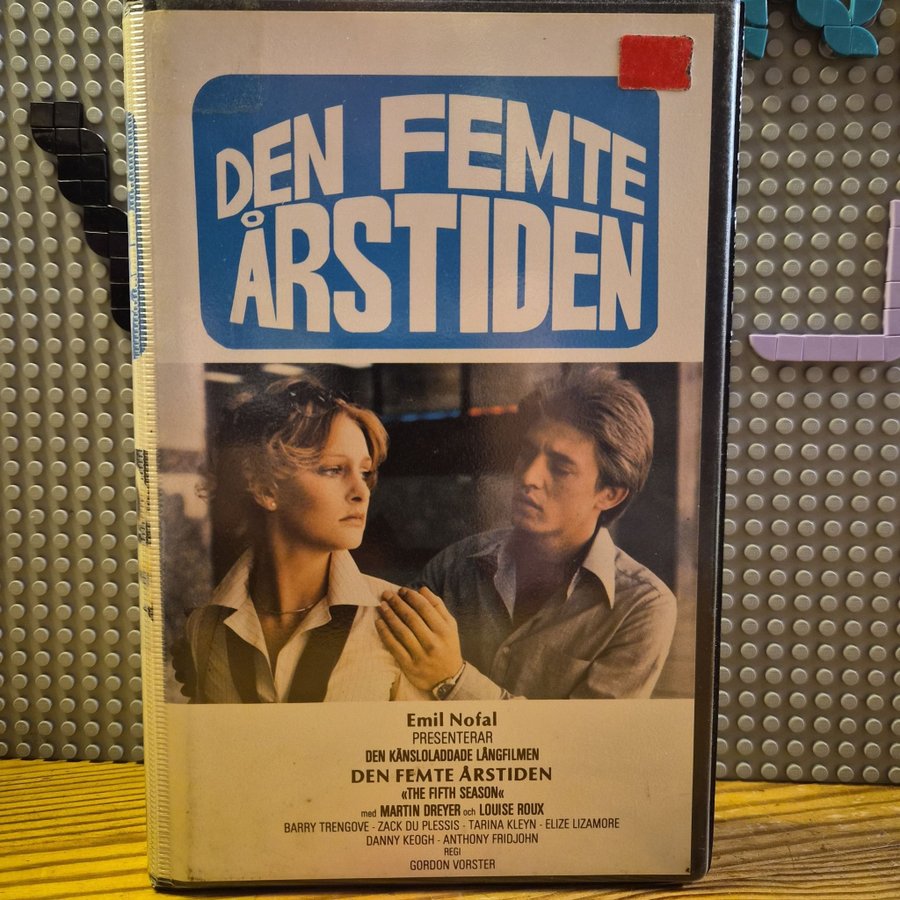 DEN FEMTE
ÅRSTIDEN
Emil Nofal
PRESENTERAR
DEN KÄNSLOLADDADE LÅNGFILMEN
DEN FEMTE ÅRSTIDEN
«THE FIFTH SEASON«
med MARTIN DREYER och LOUISE ROUX
BARRY TRENGOVE - ZACK DU PLESSIS - TARINA KLEYN - ELIZE LIZAMORE
DANNY KEOGH - ANTHONY FRIDJOHN
REGI
GORDON VORSTER